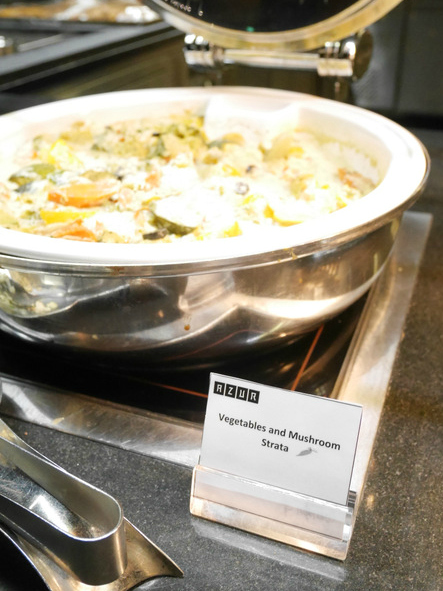 AZUR
Vegetables and Mushroom
Strata